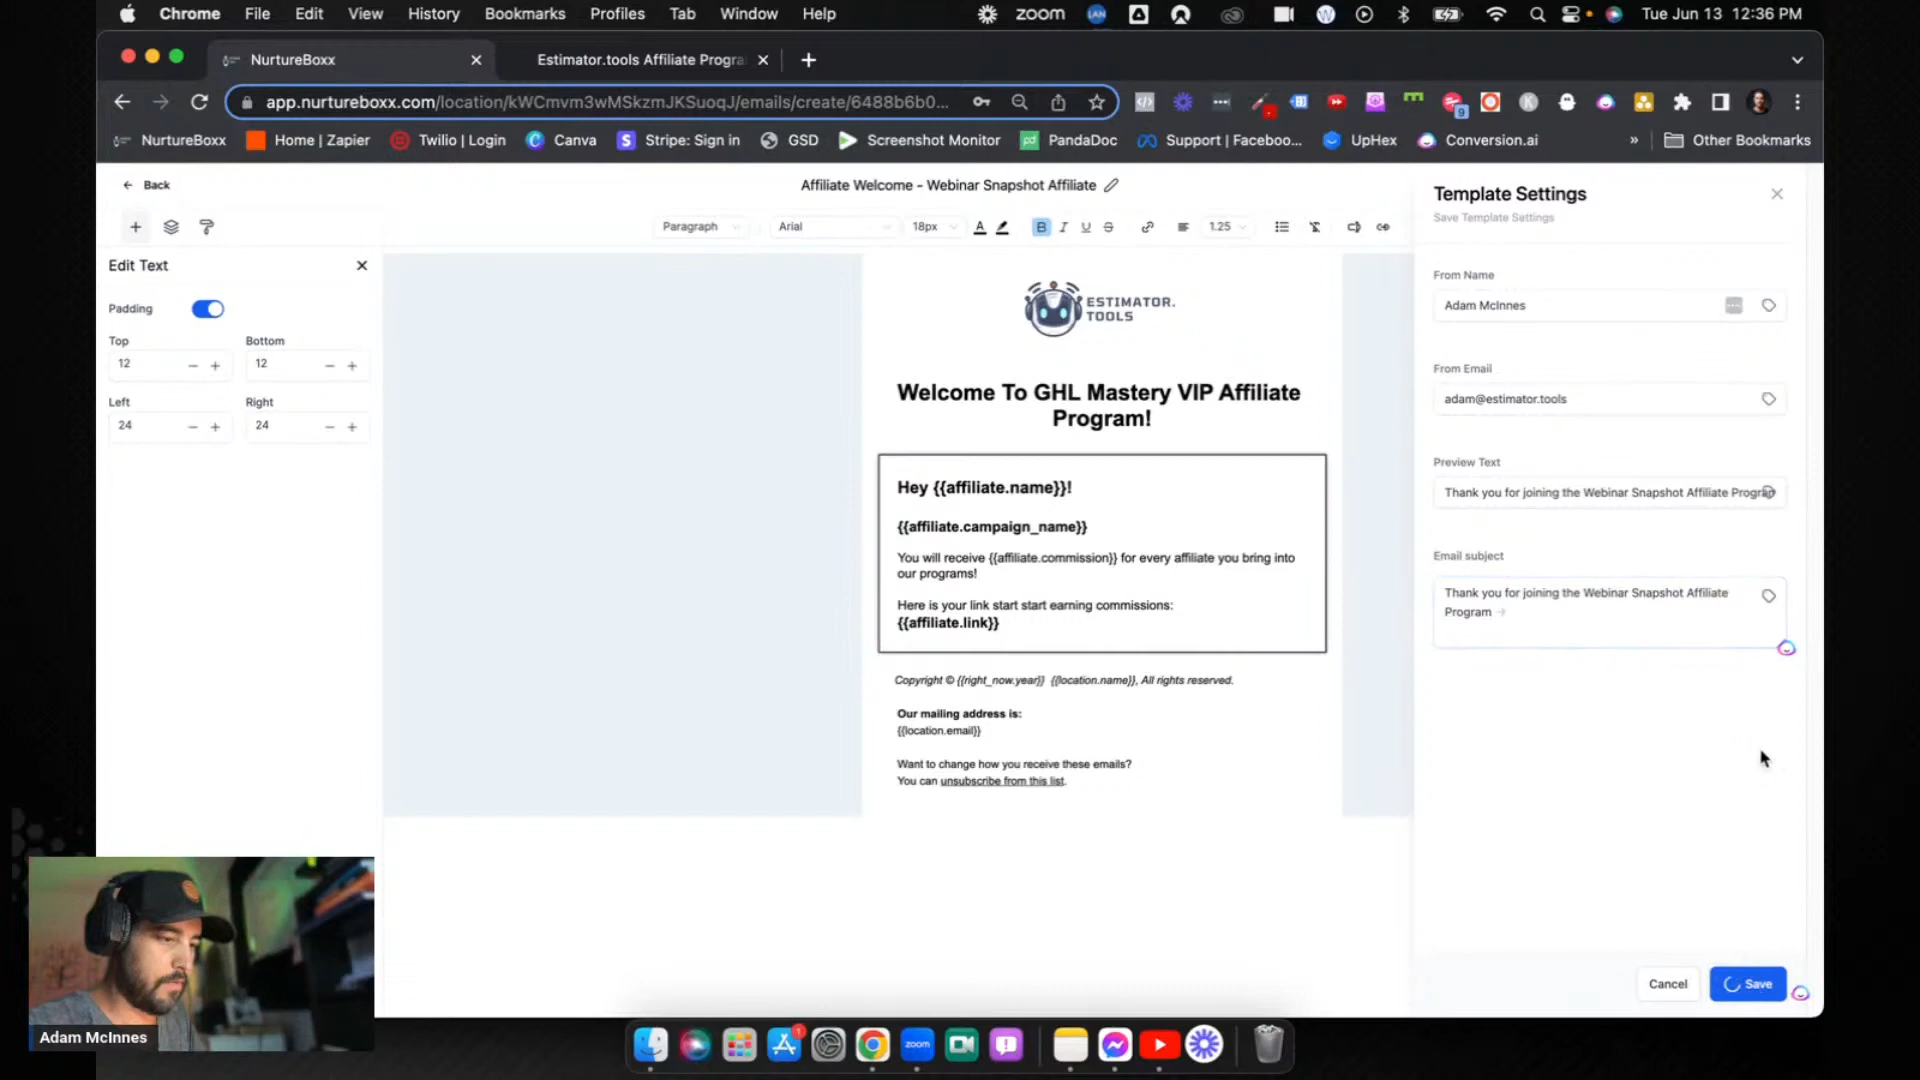 Chrome File Edit View History Bookmarks Profiles Tab Window Help zoom LAN Tue Jun 13 12:36 PM
NurtureBoxx Estimator.tools Affiliate Progra
app.nurtureboxx.com/location/kWCmvm3wMSkzmJKSuoqJ/emails/create/6488b6b0...
NurtureBoxx Home | Zapier Twilio | Login Canva Stripe: Sign in GSD Screenshot Monitor PandaDoc Support | Faceboo... UpHex Conversion.ai » Other Bookmarks
Back
Affiliate Welcome - Webinar Snapshot Affiliate
Paragraph Arial 18px A B I U S 1.25
Edit Text
Padding
Top Bottom
12 12
Left Right
24 24
ESTIMATOR.
TOOLS
Welcome To GHL Mastery VIP Affiliate
Program!
Hey {{affiliate.name}}!
{{affiliate.campaign_name}}
You will receive {{affiliate.commission}} for every affiliate you bring into
our programs!
Here is your link start start earning commissions:
{{affiliate.link}}
Copyright © {{right_now.year}} {{location.name}}, All rights reserved.
Our mailing address is:
{{location.email}}
Want to change how you receive these emails?
You can unsubscribe from this list.
Template Settings
Save Template Settings
From Name
Adam McInnes
From Email
adam@estimator.tools
Preview Text
Thank you for joining the Webinar Snapshot Affiliate Program
Email subject
Thank you for joining the Webinar Snapshot Affiliate
Program →
Cancel Save
Adam McInnes
zoom